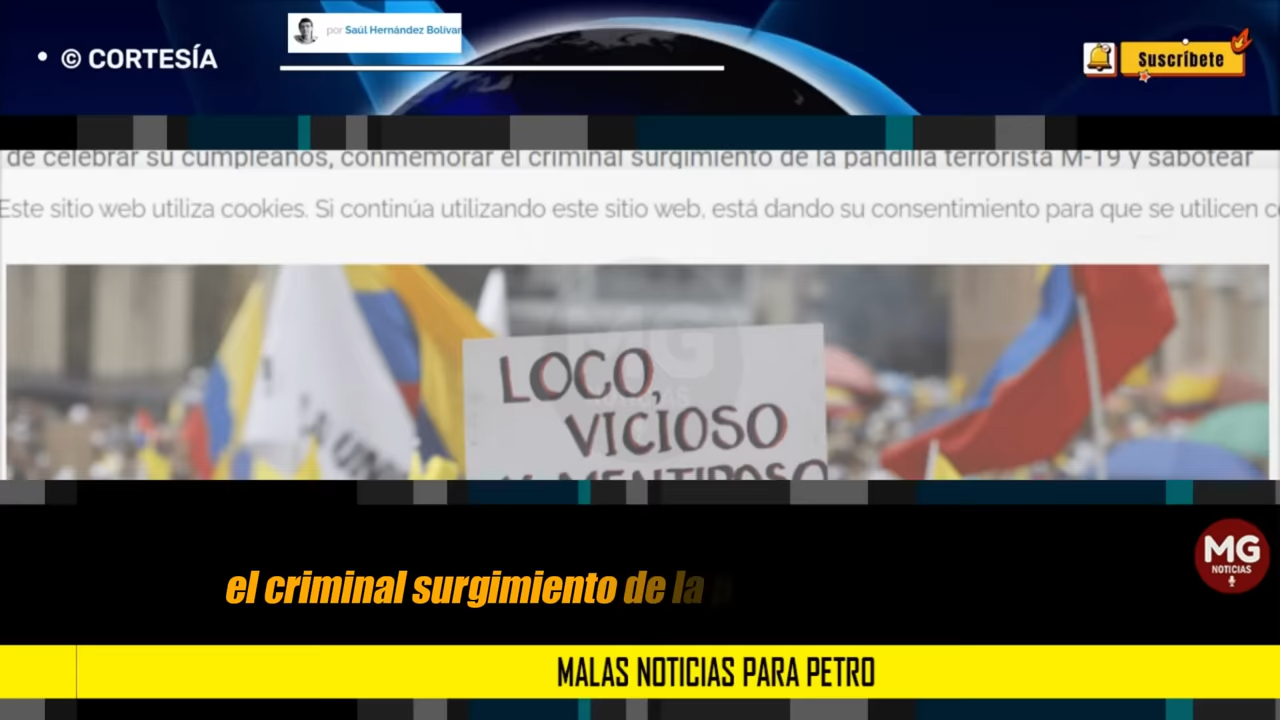 por Saúl Hernández Bolívar
• © CORTESÍA
Suscríbete
de celebrar su cumpleaños, conmemorar el criminal surgimiento de la pandilla terrorista M-19 y sabotear
Este sitio web utiliza cookies. Si continúa utilizando este sitio web, está dando su consentimiento para que se utilicen
LOCO,
VICIOSO
Y MENTIROSO
MG
NOTICIAS
el criminal surgimiento de la
MALAS NOTICIAS PARA PETRO